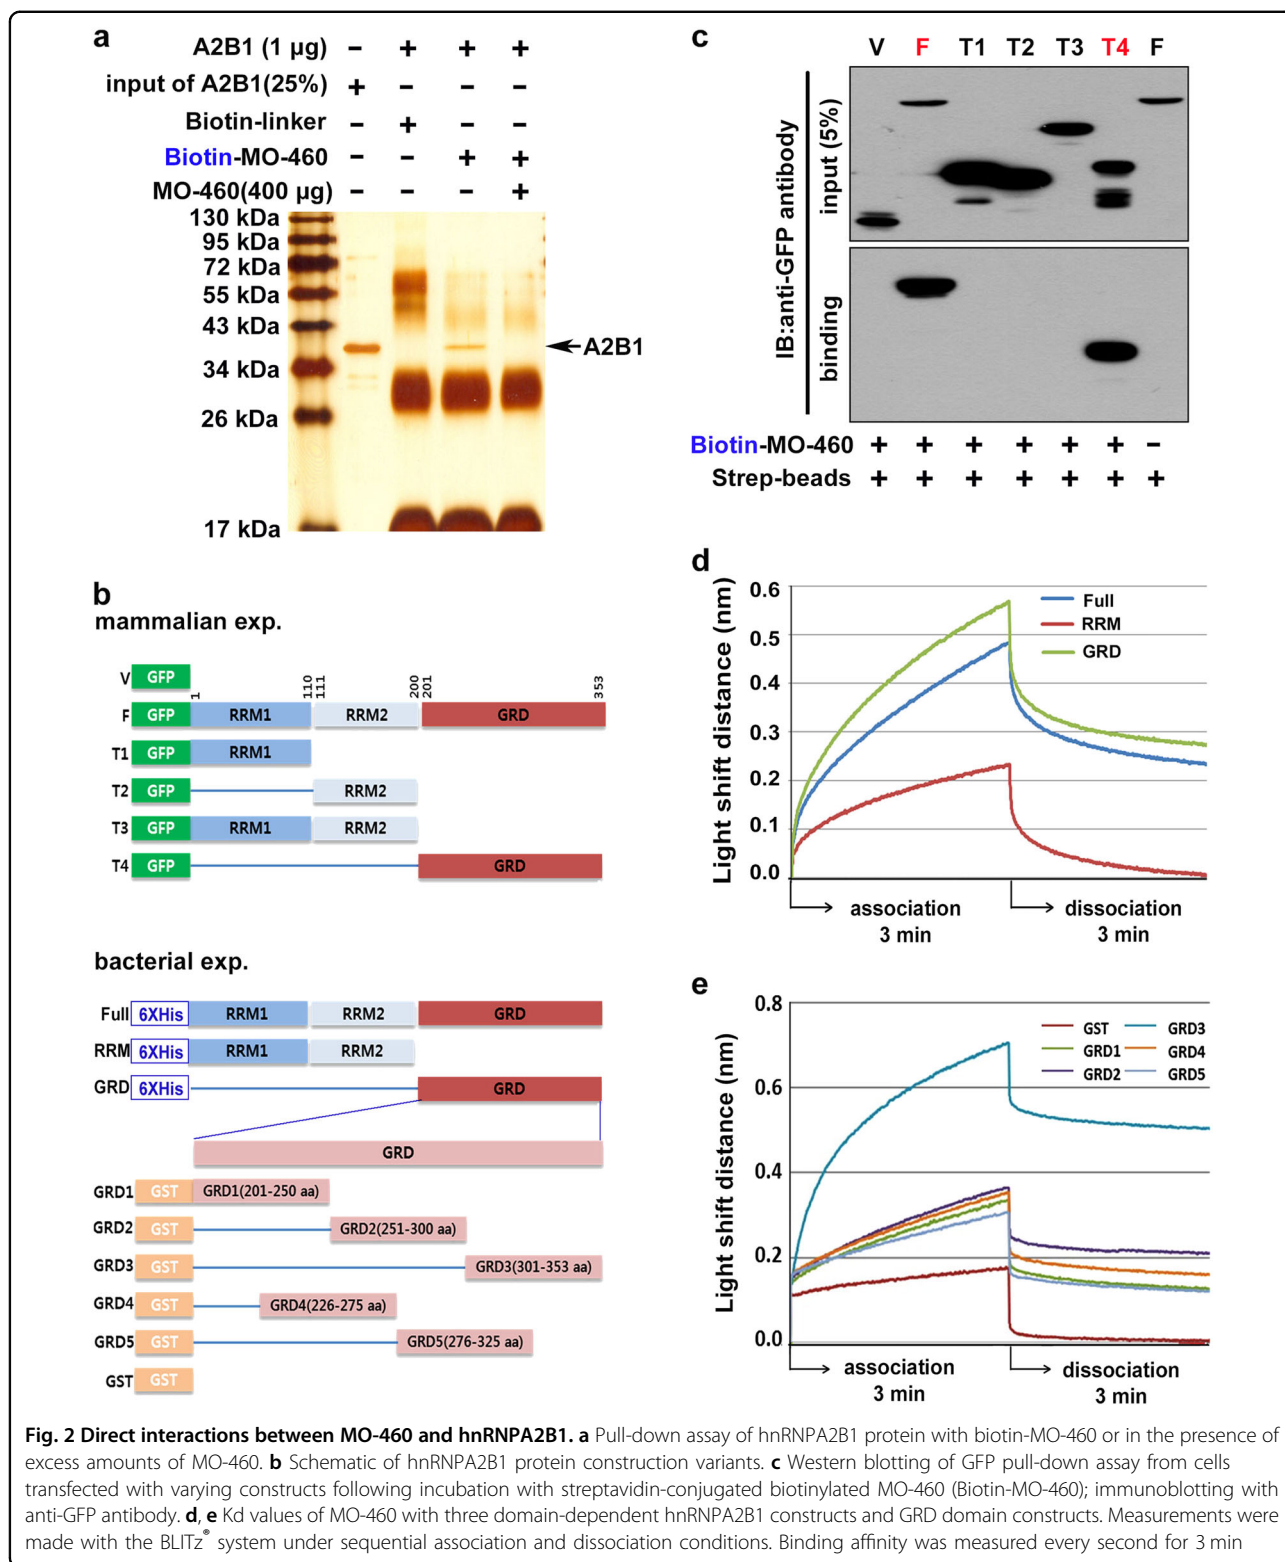 a
A2B1 (1 µg) − + + +
input of A2B1(25%) + − − −
Biotin-linker − + − −
Biotin-MO-460 − − + +
MO-460(400 µg) − − − +
130 kDa
95 kDa
72 kDa
55 kDa
43 kDa
34 kDa
26 kDa
17 kDa
A2B1
b
mammalian exp.
V GFP
1 110 111 200 201 353
F GFP RRM1 RRM2 GRD
T1 GFP RRM1
T2 GFP RRM2
T3 GFP RRM1 RRM2
T4 GFP GRD
bacterial exp.
Full 6XHis RRM1 RRM2 GRD
RRM 6XHis RRM1 RRM2
GRD 6XHis GRD
GRD
GRD1 GST GRD1(201-250 aa)
GRD2 GST GRD2(251-300 aa)
GRD3 GST GRD3(301-353 aa)
GRD4 GST GRD4(226-275 aa)
GRD5 GST GRD5(276-325 aa)
GST GST
c
V F T1 T2 T3 T4 F
IB:anti-GFP antibody
input (5%)
binding
Biotin-MO-460 + + + + + + −
Strep-beads + + + + + + +
d
Light shift distance (nm)
0.6
0.5
0.4
0.3
0.2
0.1
0.0
Full
RRM
GRD
association
3 min
dissociation
3 min
e
Light shift distance (nm)
0.8
0.6
0.4
0.2
0.0
GST GRD3
GRD1 GRD4
GRD2 GRD5
association
3 min
dissociation
3 min
Fig. 2 Direct interactions between MO-460 and hnRNPA2B1. a Pull-down assay of hnRNPA2B1 protein with biotin-MO-460 or in the presence of
excess amounts of MO-460. b Schematic of hnRNPA2B1 protein construction variants. c Western blotting of GFP pull-down assay from cells
transfected with varying constructs following incubation with streptavidin-conjugated biotinylated MO-460 (Biotin-MO-460); immunoblotting with
anti-GFP antibody. d, e Kd values of MO-460 with three domain-dependent hnRNPA2B1 constructs and GRD domain constructs. Measurements were
made with the BLITz® system under sequential association and dissociation conditions. Binding affinity was measured every second for 3 min